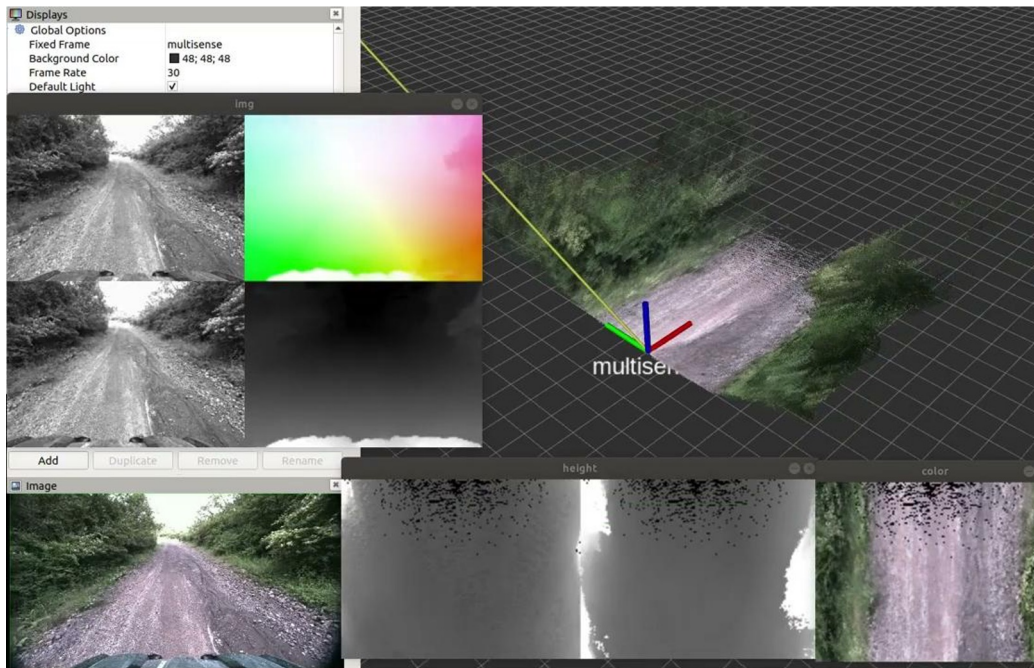 Displays
Global Options
Fixed Frame multisense
Background Color 48; 48; 48
Frame Rate 30
Default Light
img
multisen
Add Duplicate Remove Rename
Image
height
color